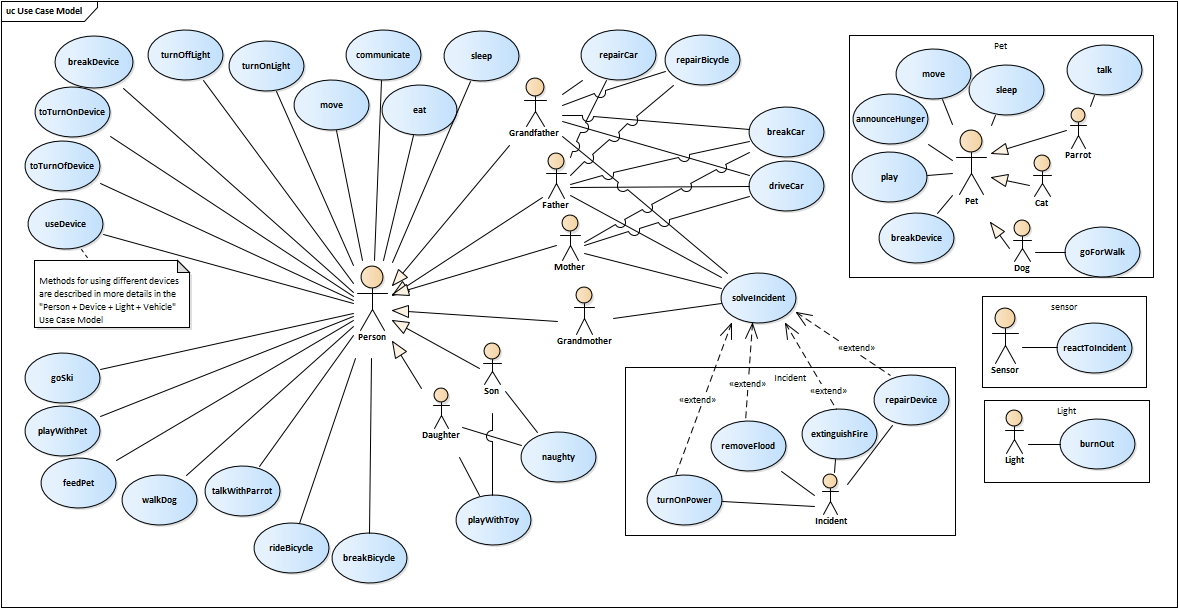 uc Use Case Model
breakDevice
turnOffLight
turnOnLight
communicate
sleep
move
eat
toTurnOnDevice
toTurnOfDevice
useDevice
Methods for using different devices
are described in more details in the
"Person + Device + Light + Vehicle"
Use Case Model
Person
goSki
playWithPet
feedPet
walkDog
talkWithParrot
rideBicycle
breakBicycle
Grandfather
Father
Mother
Grandmother
Son
Daughter
naughty
playWithToy
repairCar
repairBicycle
breakCar
driveCar
solveIncident
«extend»
«extend»
«extend»
«extend»
Incident
repairDevice
extinguishFire
removeFlood
turnOnPower
Incident
Pet
move
sleep
talk
announceHunger
play
breakDevice
Parrot
Pet
Cat
Dog
goForWalk
sensor
Sensor
reactToIncident
Light
Light
burnOut